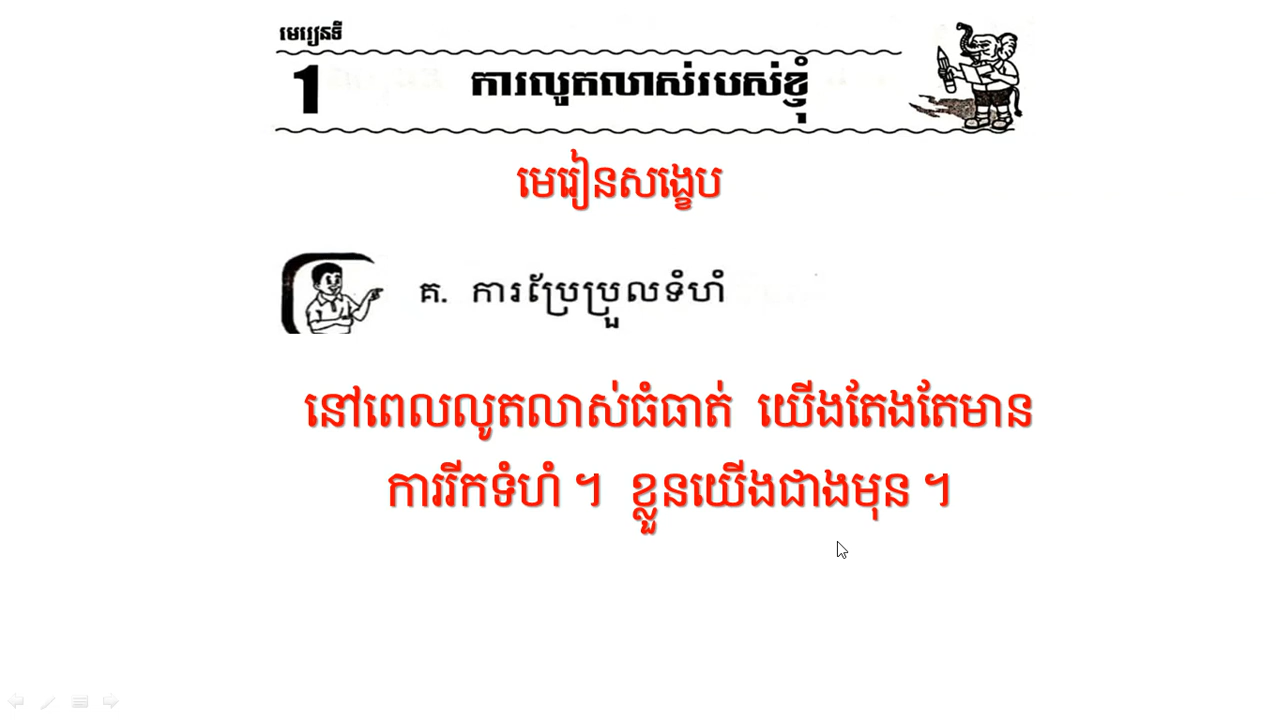 មេរៀនទី
1 ការលូតលាស់របស់ខ្ញុំ
មេរៀនសង្ខេប
គ. ការប្រែប្រួលទំហំ
នៅពេលលូតលាស់ធំធាត់ យើងតែងតែមាន
ការរីកទំហំ ។ ខ្លួនយើងជាងមុន ។